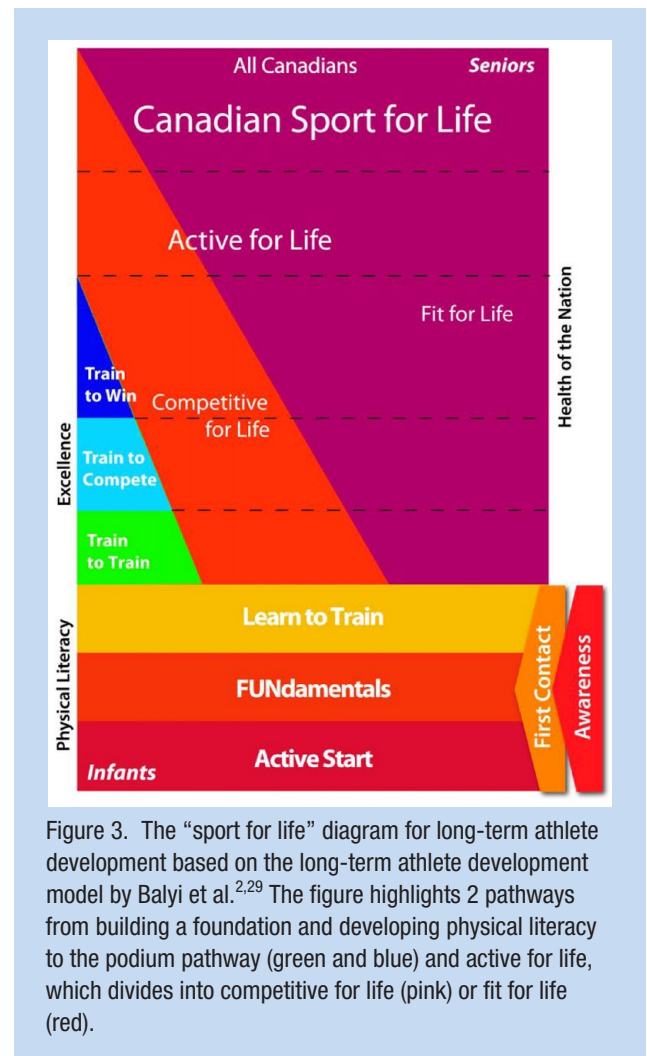 All Canadians
Seniors
Canadian Sport for Life
Active for Life
Fit for Life
Health of the Nation
Train
to Win
Competitive
for Life
Excellence
Train to
Compete
Train
to Train
Physical Literacy
Learn to Train
FUNdamentals
Active Start
Infants
First Contact
Awareness
Figure 3. The “sport for life” diagram for long-term athlete
development based on the long-term athlete development
model by Balyi et al.2,29 The figure highlights 2 pathways
from building a foundation and developing physical literacy
to the podium pathway (green and blue) and active for life,
which divides into competitive for life (pink) or fit for life
(red).